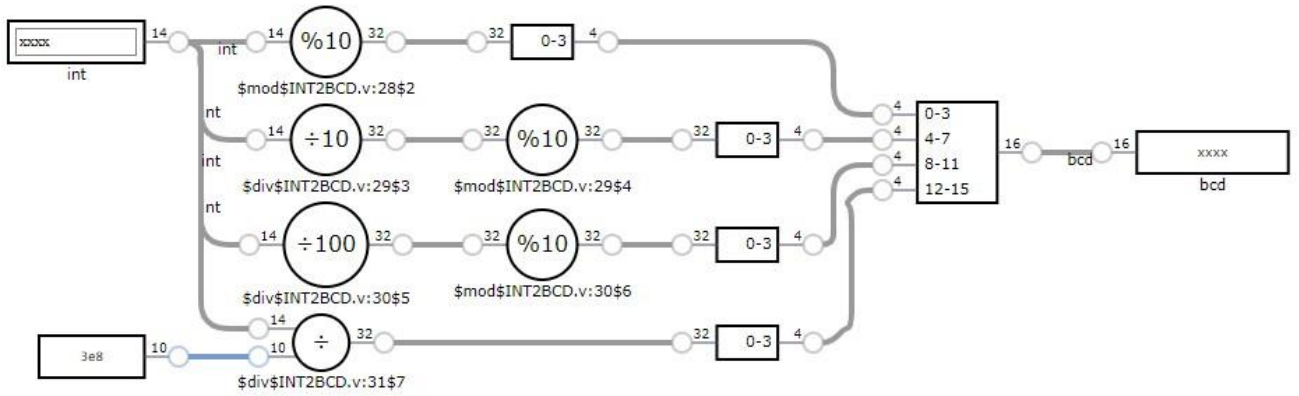 xxxx 14 int 14 %10 32 32 0-3 4
int
$mod$INT2BCD.v:28$2
nt 14 ÷10 32 32 %10 32 32 0-3 4
int
$div$INT2BCD.v:29$3 $mod$INT2BCD.v:29$4
4 0-3
4 4-7
4 8-11
4 12-15
16 bcd 16 xxxx
bcd
nt 14 ÷100 32 32 %10 32 32 0-3 4
$div$INT2BCD.v:30$5 $mod$INT2BCD.v:30$6
14 ÷ 32 32 0-3 4
3e8 10 10
$div$INT2BCD.v:31$7